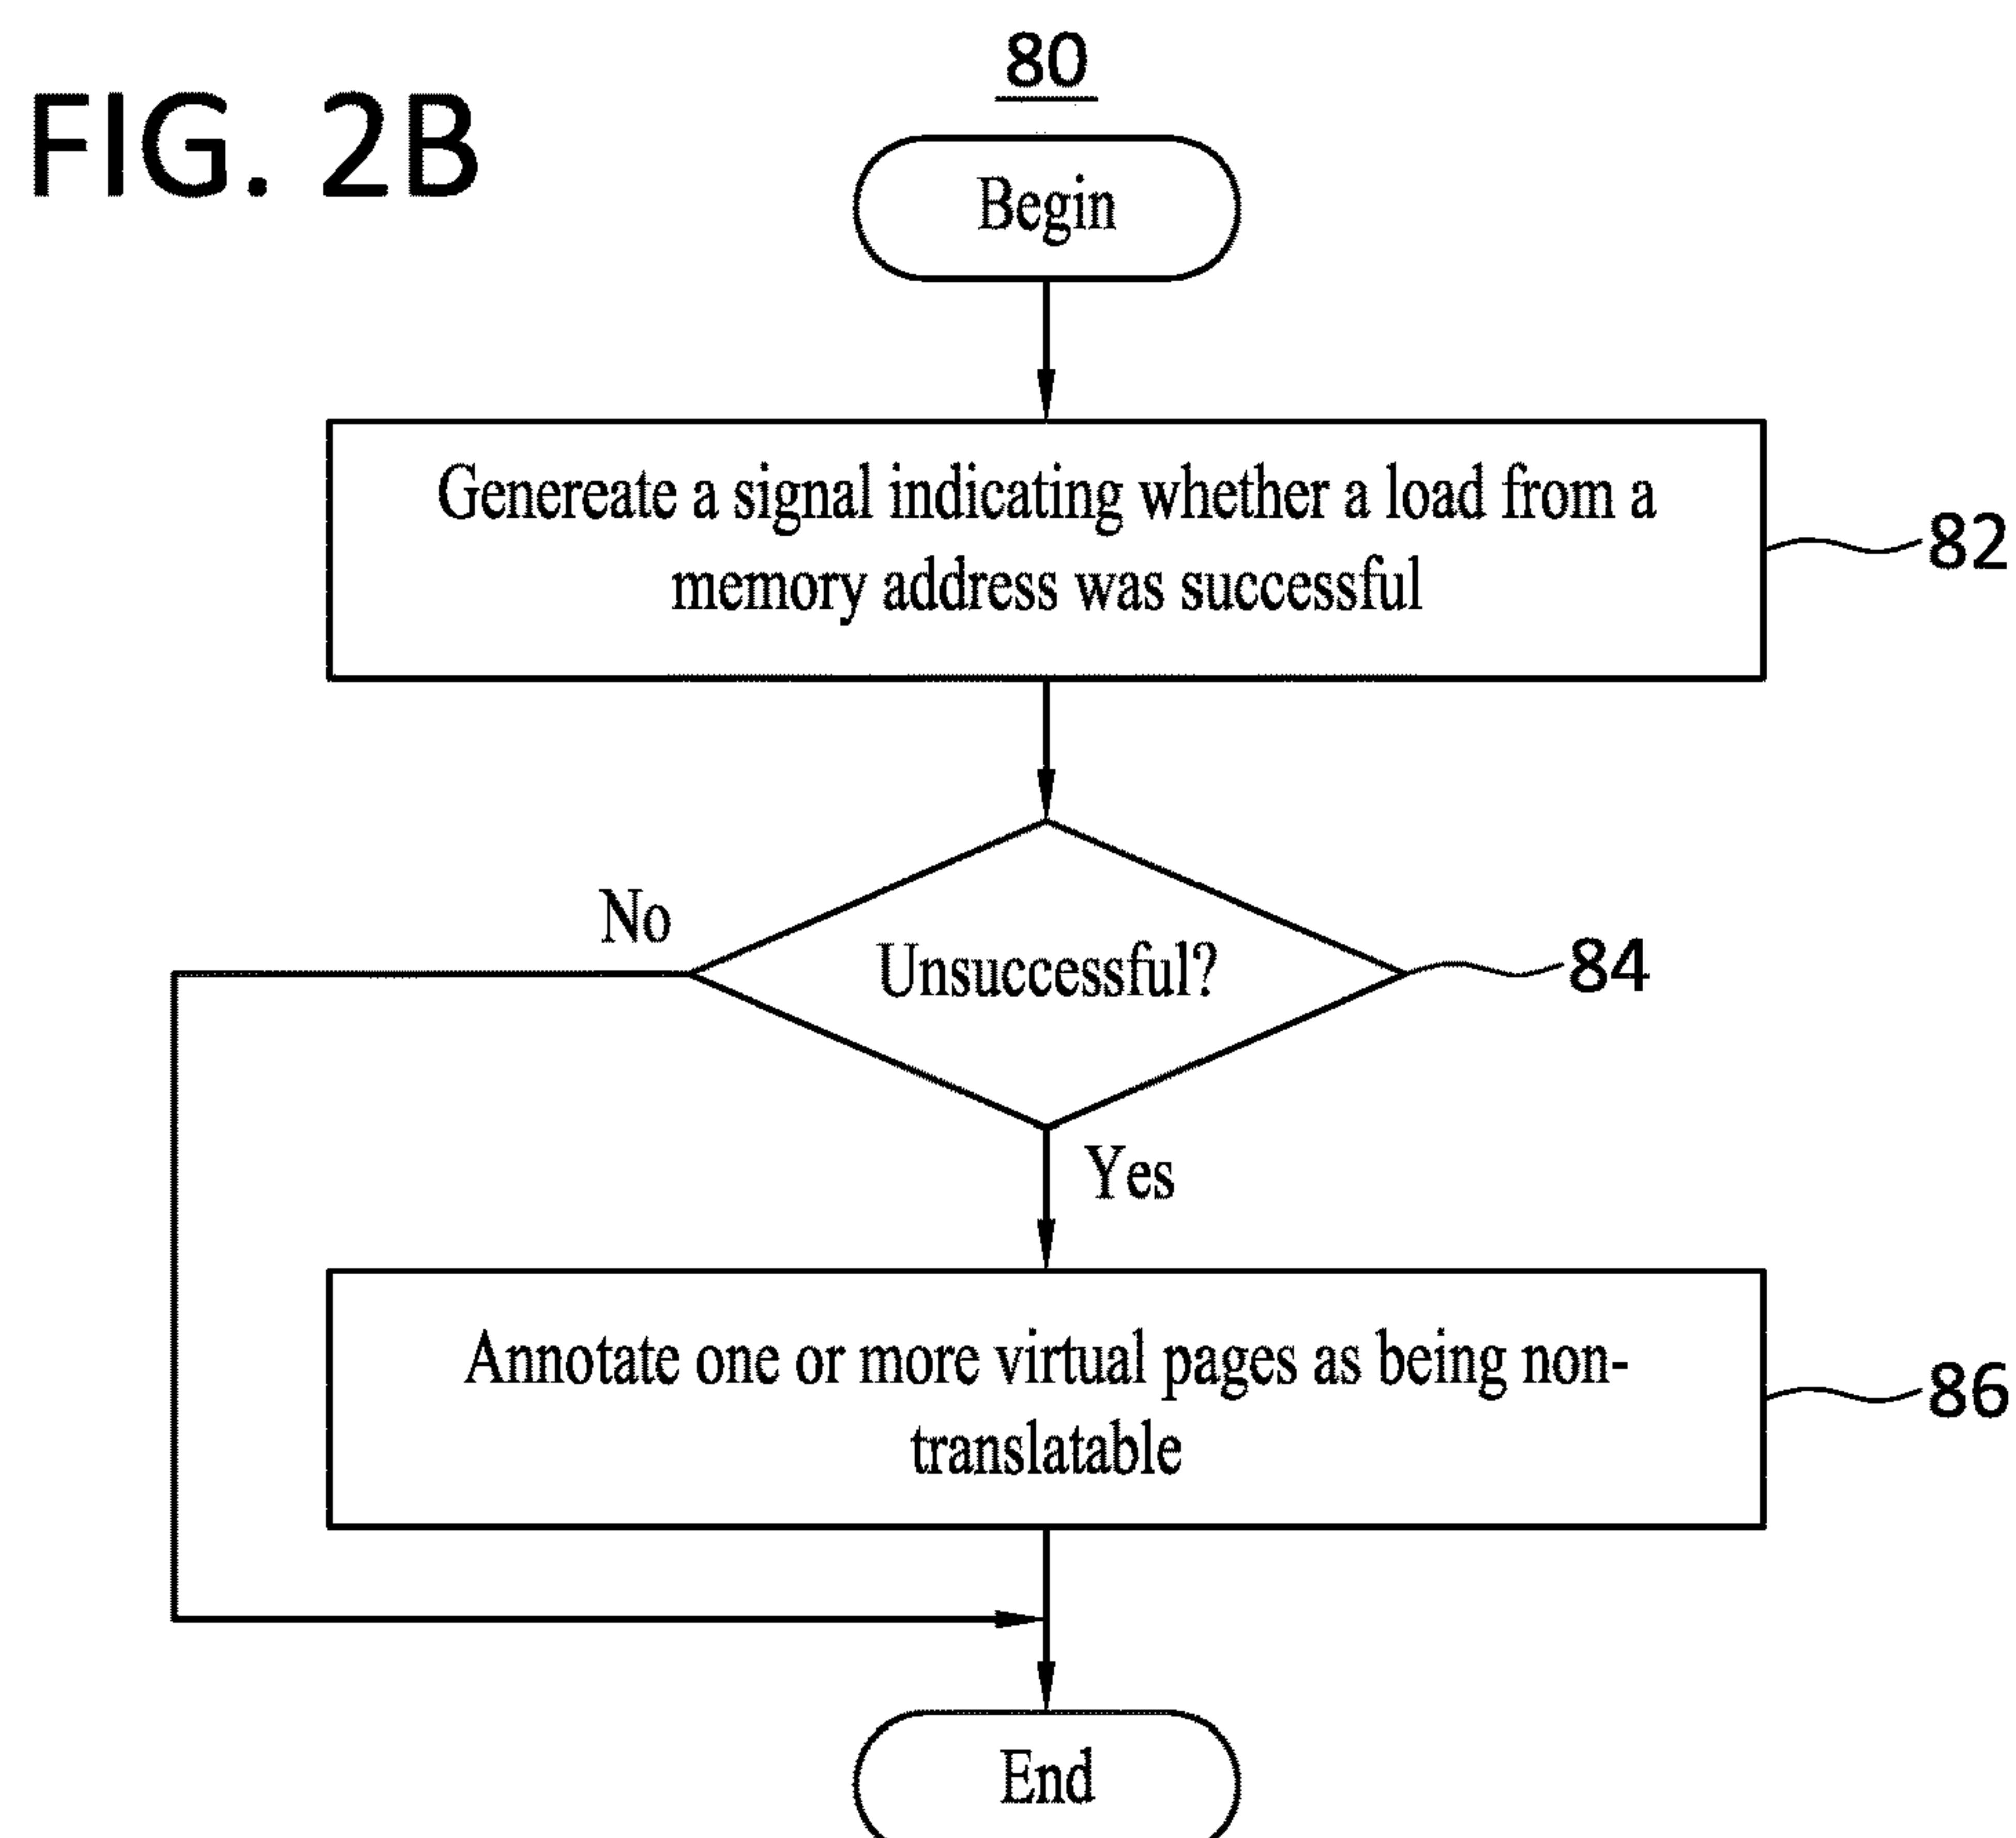 80
FIG. 2B
Begin
Genereate a signal indicating whether a load from a
memory address was successful
82
No
Unsuccessful?
84
Yes
Annotate one or more virtual pages as being non-
translatable
86
End